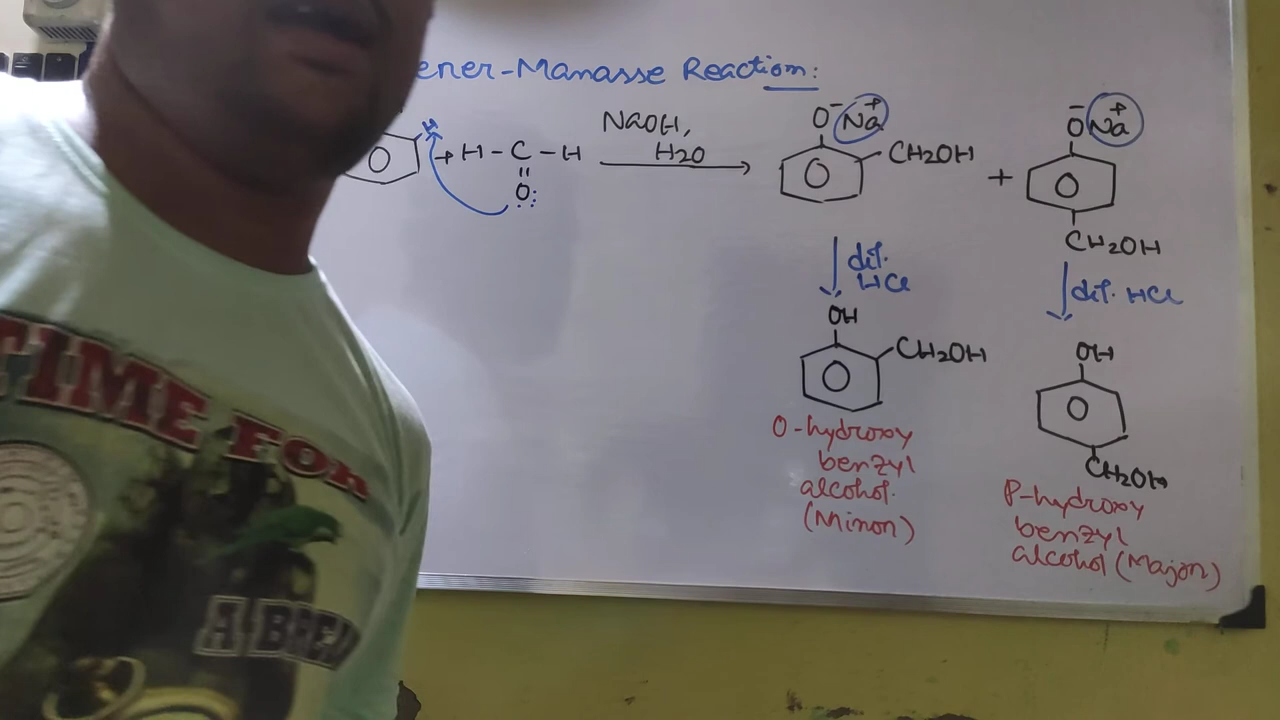 ener-Manasse Reaction:
H
+ H-C-H
O
NaOH,
H2O
O⁻ Na⁺
CH2OH
+
O⁻ Na⁺
CH2OH
dil.
HCl
dil. HCl
OH
CH2OH
OH
CH2OH
O-hydroxy
benzyl
alcohol.
(Minor)
P-hydroxy
benzyl
alcohol (Major)
TIME FOR
A BREW